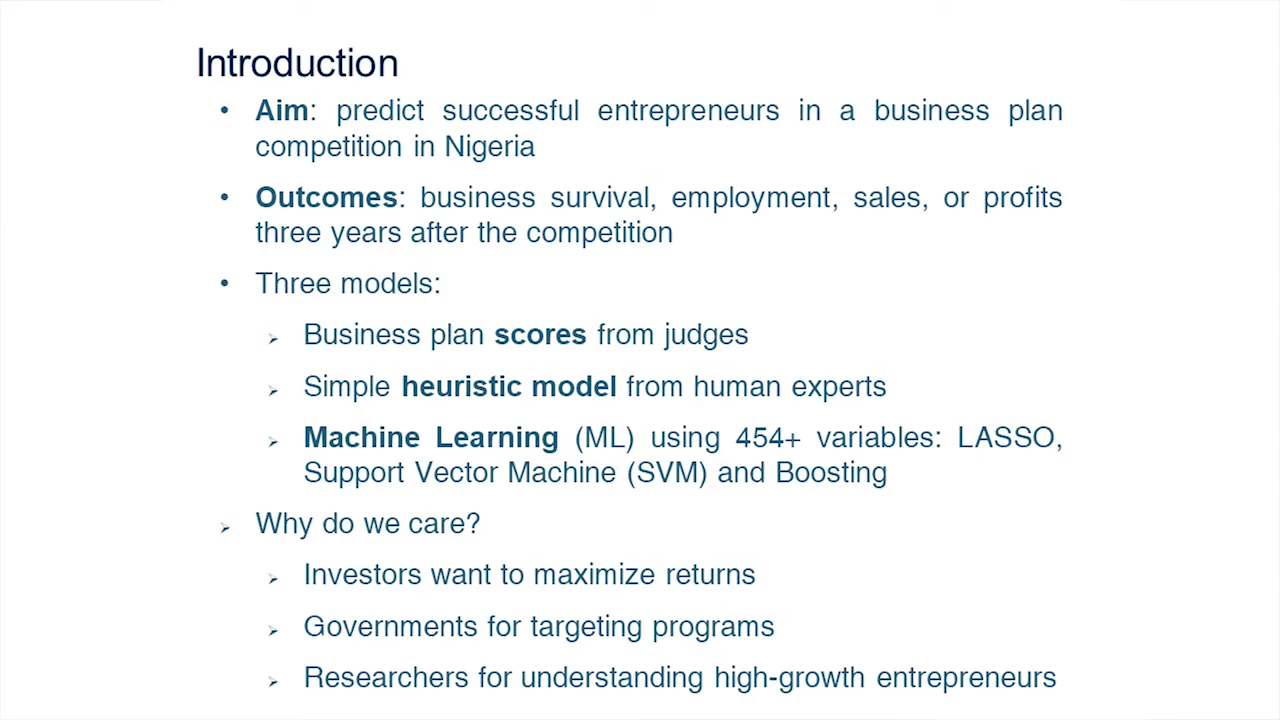 Introduction
• Aim: predict successful entrepreneurs in a business plan
competition in Nigeria
• Outcomes: business survival, employment, sales, or profits
three years after the competition
• Three models:
➢ Business plan scores from judges
➢ Simple heuristic model from human experts
➢ Machine Learning (ML) using 454+ variables: LASSO,
Support Vector Machine (SVM) and Boosting
➢ Why do we care?
➢ Investors want to maximize returns
➢ Governments for targeting programs
➢ Researchers for understanding high-growth entrepreneurs